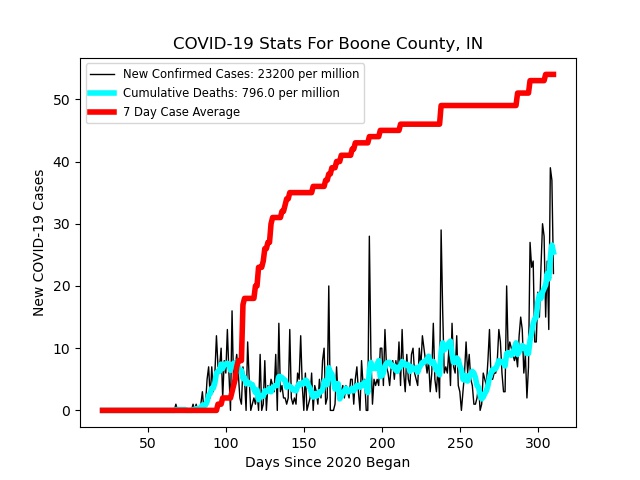 COVID-19 Stats For Boone County, IN
New Confirmed Cases: 23200 per million
Cumulative Deaths: 796.0 per million
7 Day Case Average
50
40
30
20
10
0
New COVID-19 Cases
50 100 150 200 250 300
Days Since 2020 Began